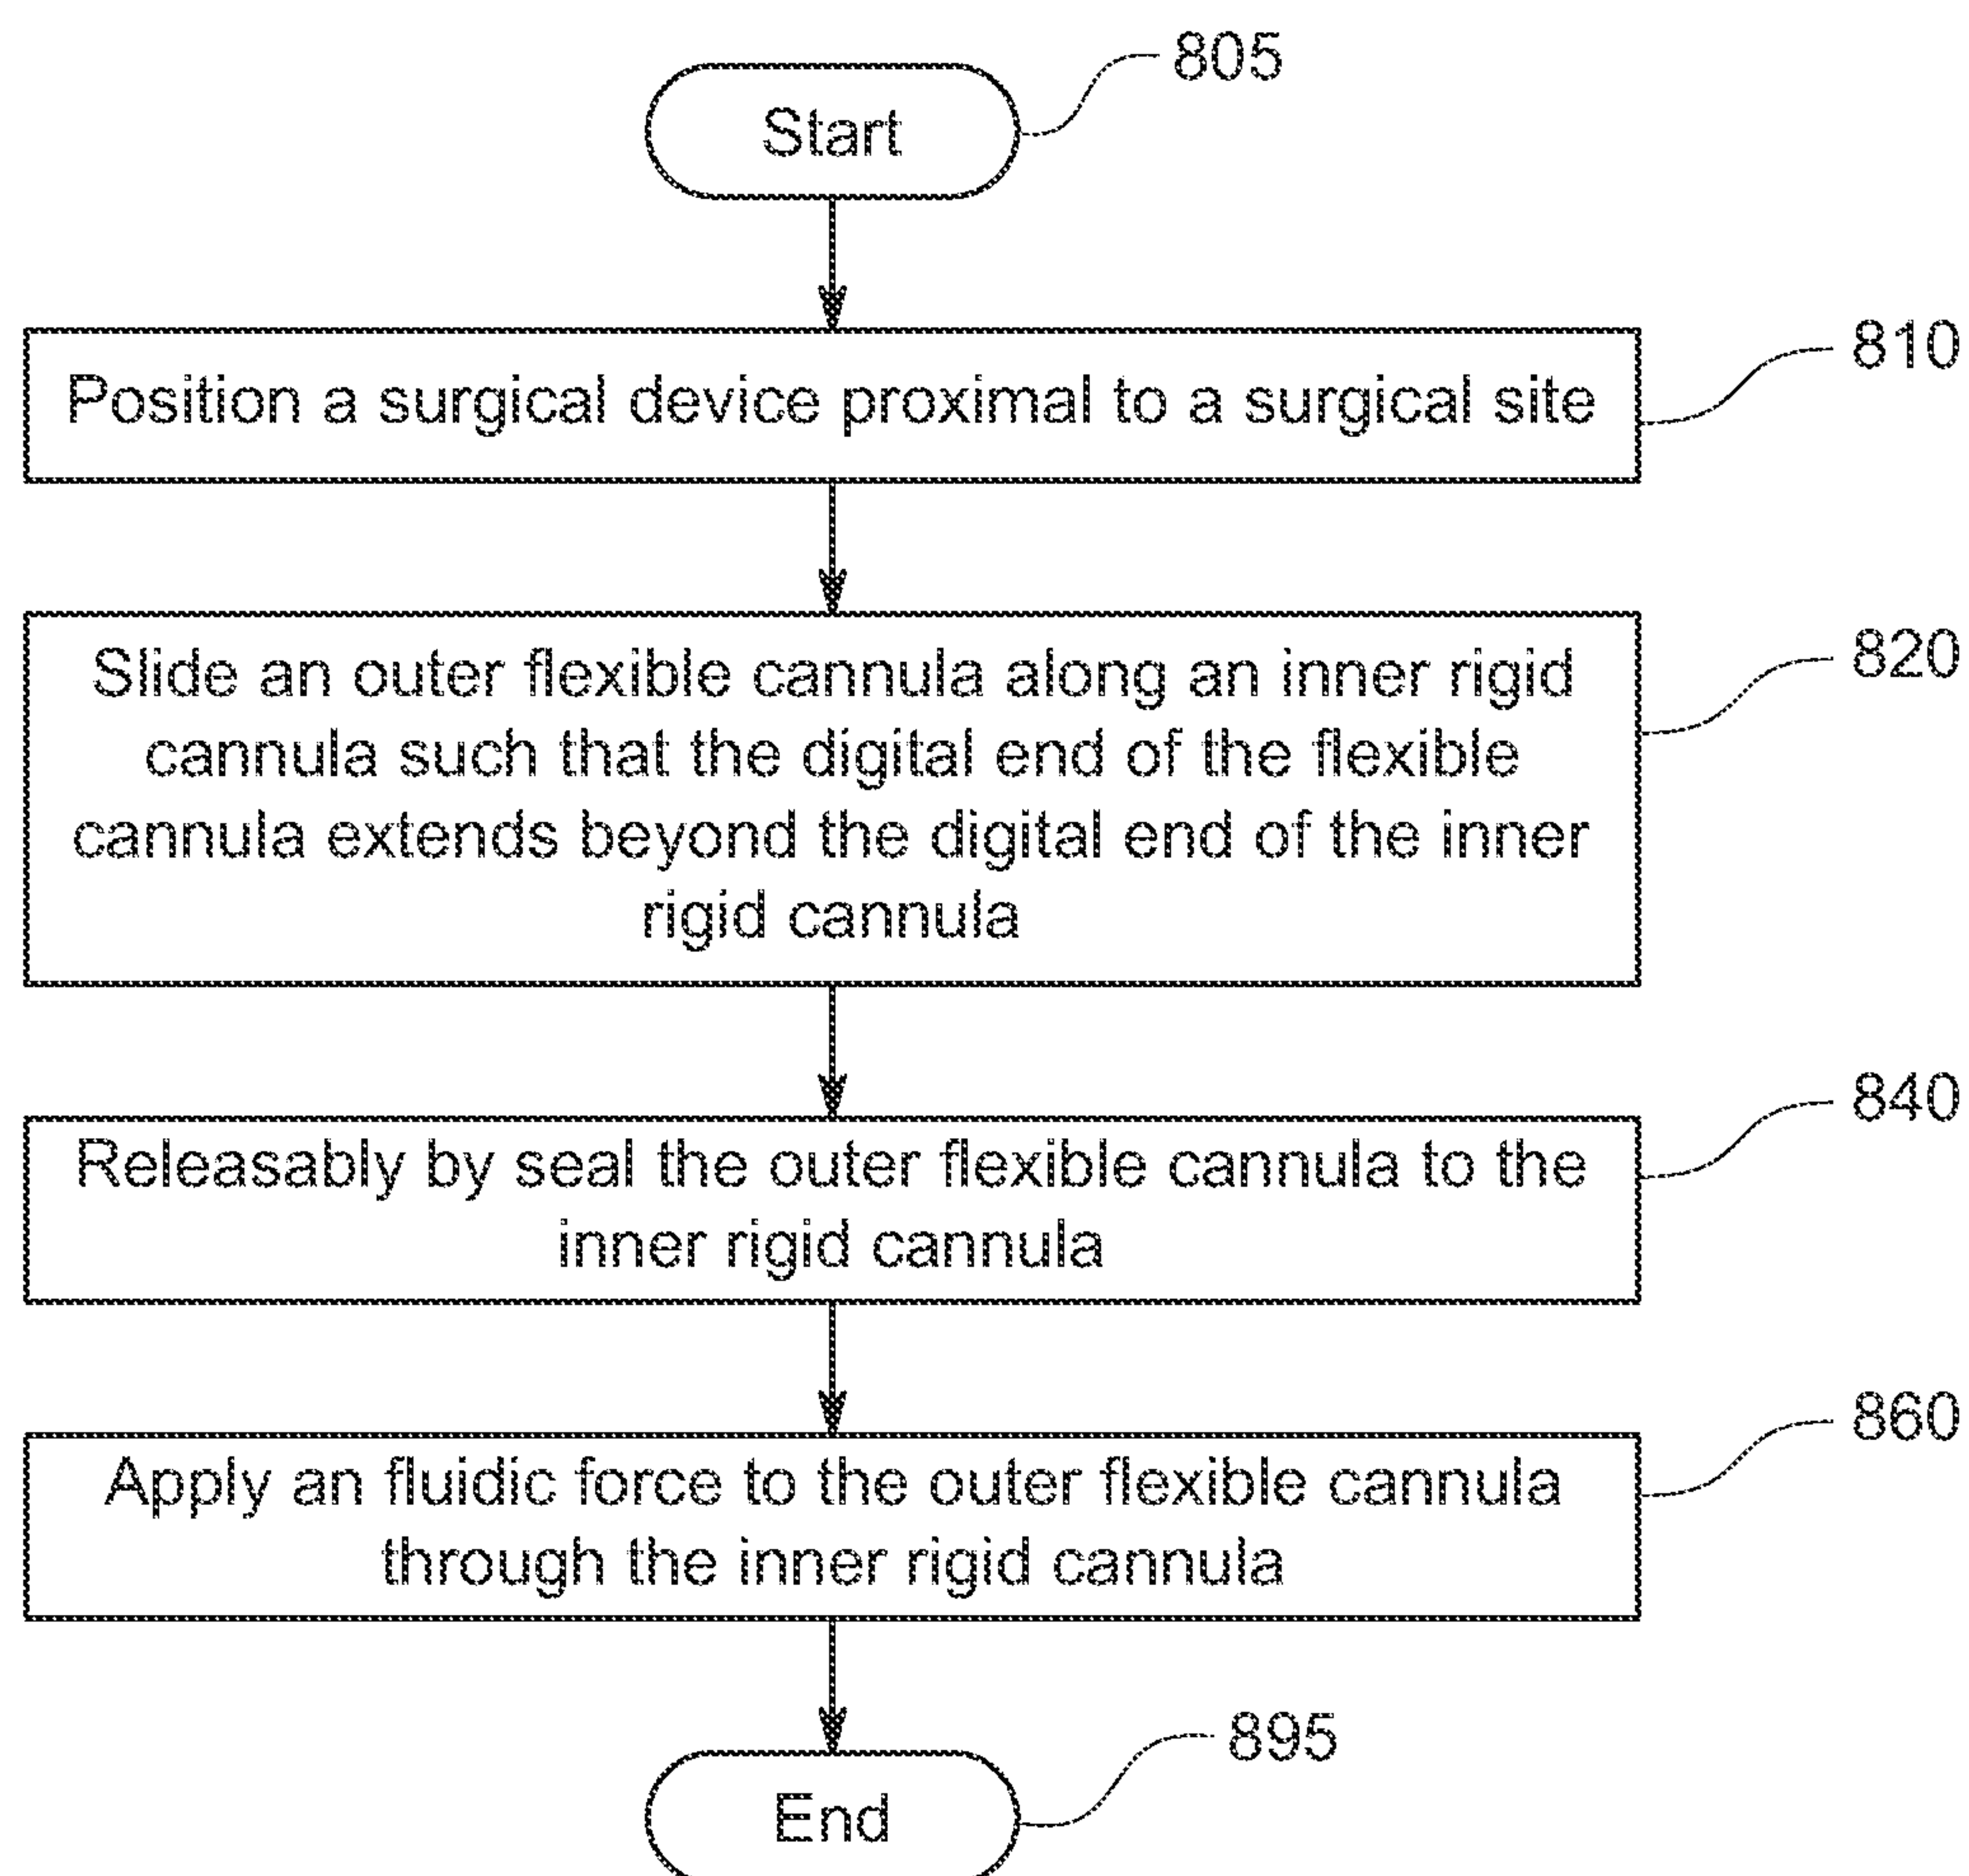 805
Start
810
Position a surgical device proximal to a surgical site
820
Slide an outer flexible cannula along an inner rigid
cannula such that the digital end of the flexible
cannula extends beyond the digital end of the inner
rigid cannula
840
Releasably by seal the outer flexible cannula to the
inner rigid cannula
860
Apply an fluidic force to the outer flexible cannula
through the inner rigid cannula
895
End